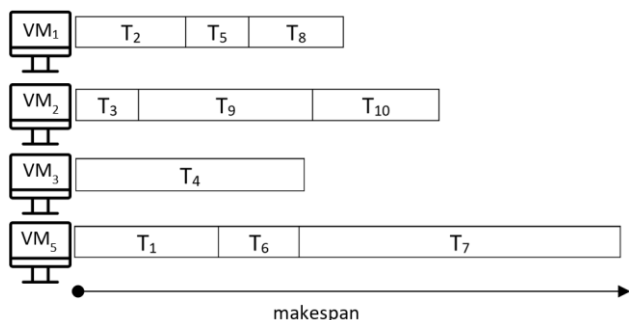 VM₁ T₂ T₅ T₈
VM₂ T₃ T₉ T₁₀
VM₃ T₄
VM₅ T₁ T₆ T₇
makespan